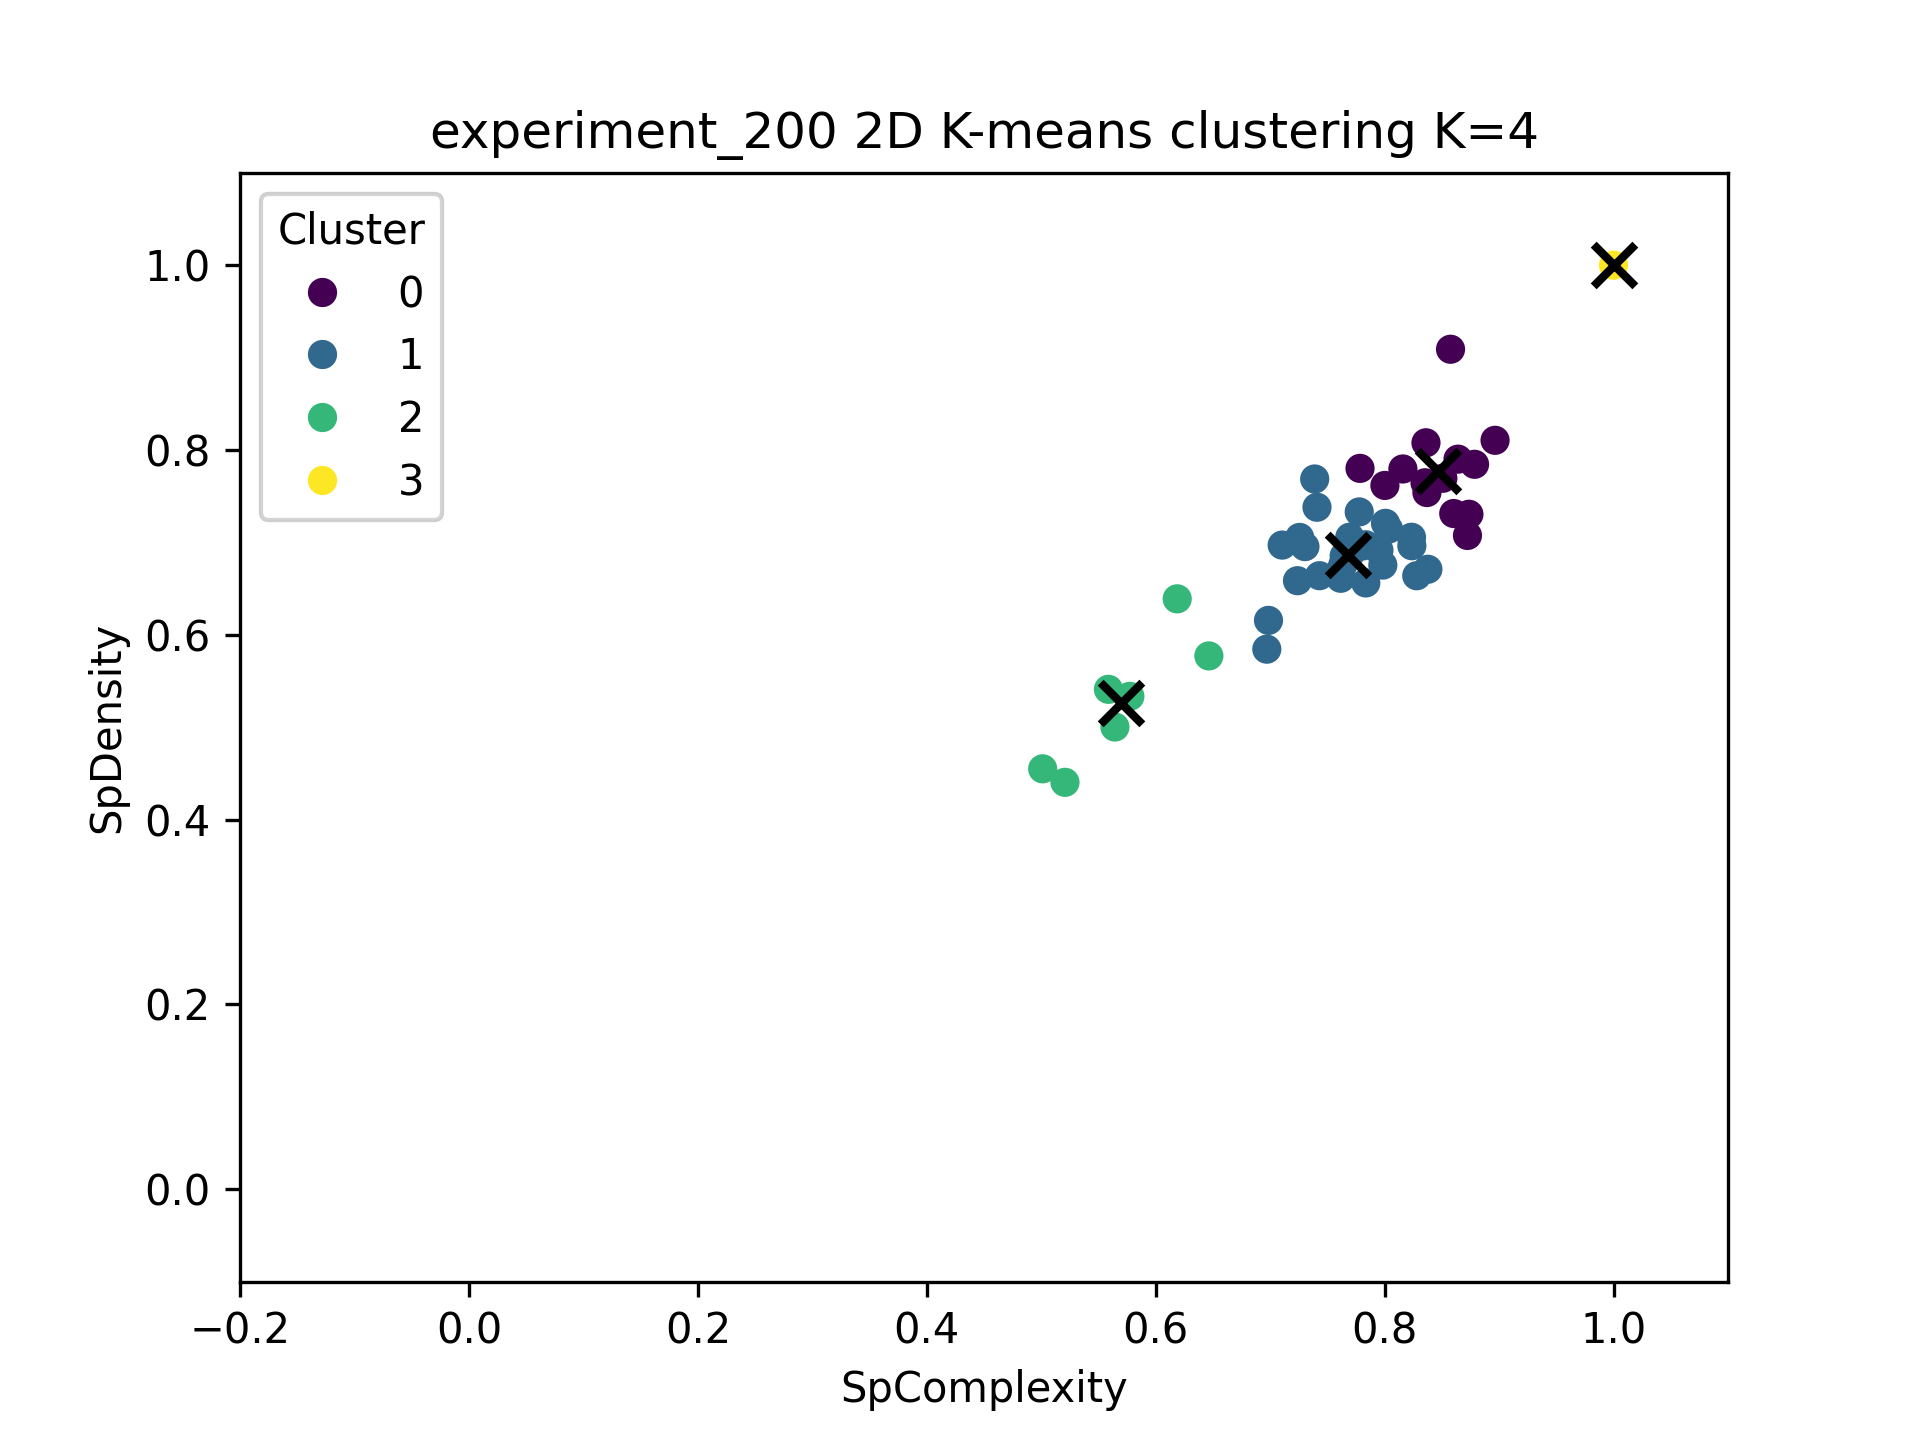 experiment_200 2D K-means clustering K=4
Cluster
0
1
2
3
1.0
0.8
0.6
0.4
0.2
0.0
SpDensity
−0.2 0.0 0.2 0.4 0.6 0.8 1.0
SpComplexity